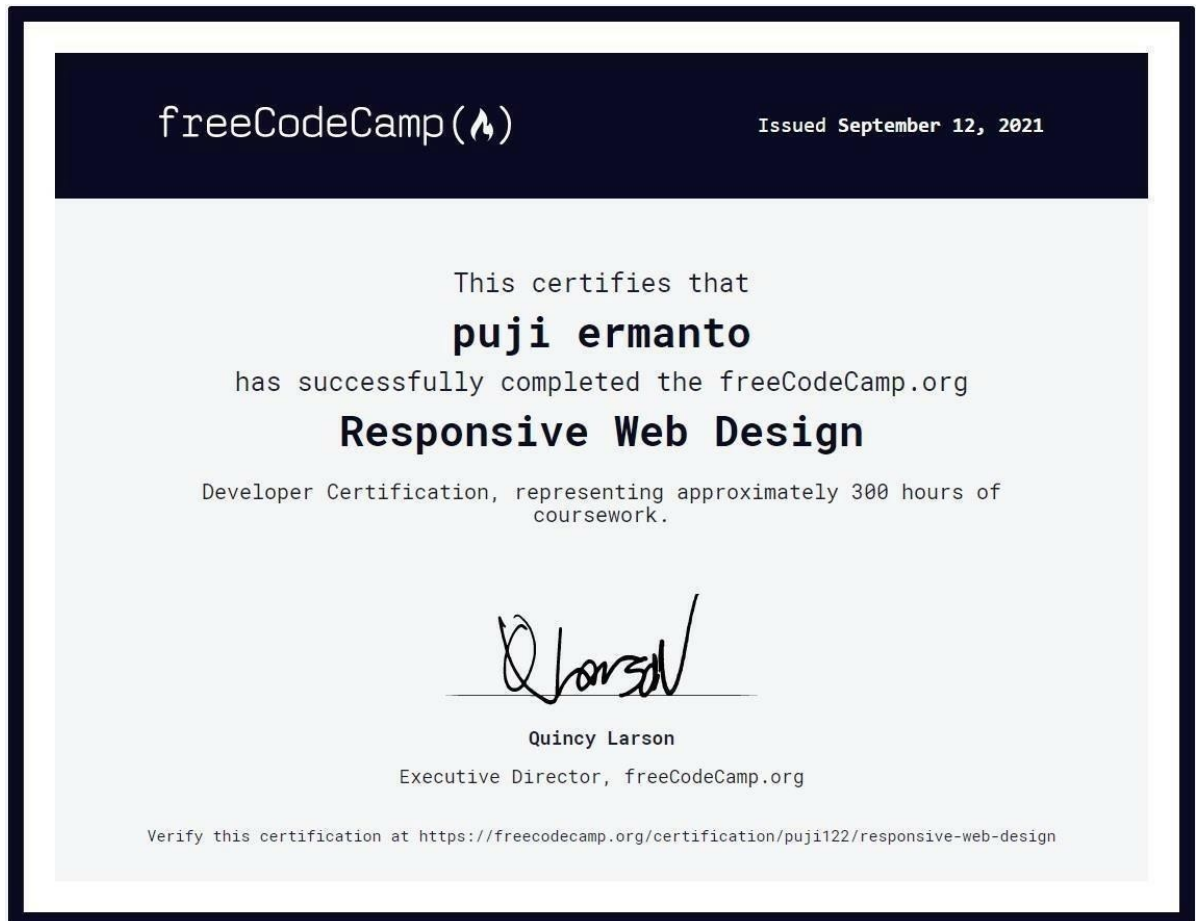 freeCodeCamp()
Issued September 12, 2021
This certifies that
puji ermanto
has successfully completed the freeCodeCamp.org
Responsive Web Design
Developer Certification, representing approximately 300 hours of
coursework.
Q Larson
Quincy Larson
Executive Director, freeCodeCamp.org
Verify this certification at https://freecodecamp.org/certification/puji122/responsive-web-design